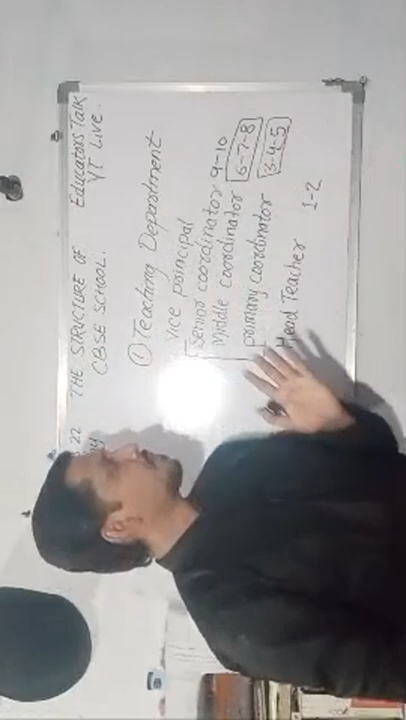 22 THE STRUCTURE OF Educators Talk
CBSE SCHOOL. YT Live.
① Teaching Department
Vice principal
Senior coordinator 9-10
Middle coordinator 6-7-8
primary coordinator 3-4-5
Head Teacher 1-2